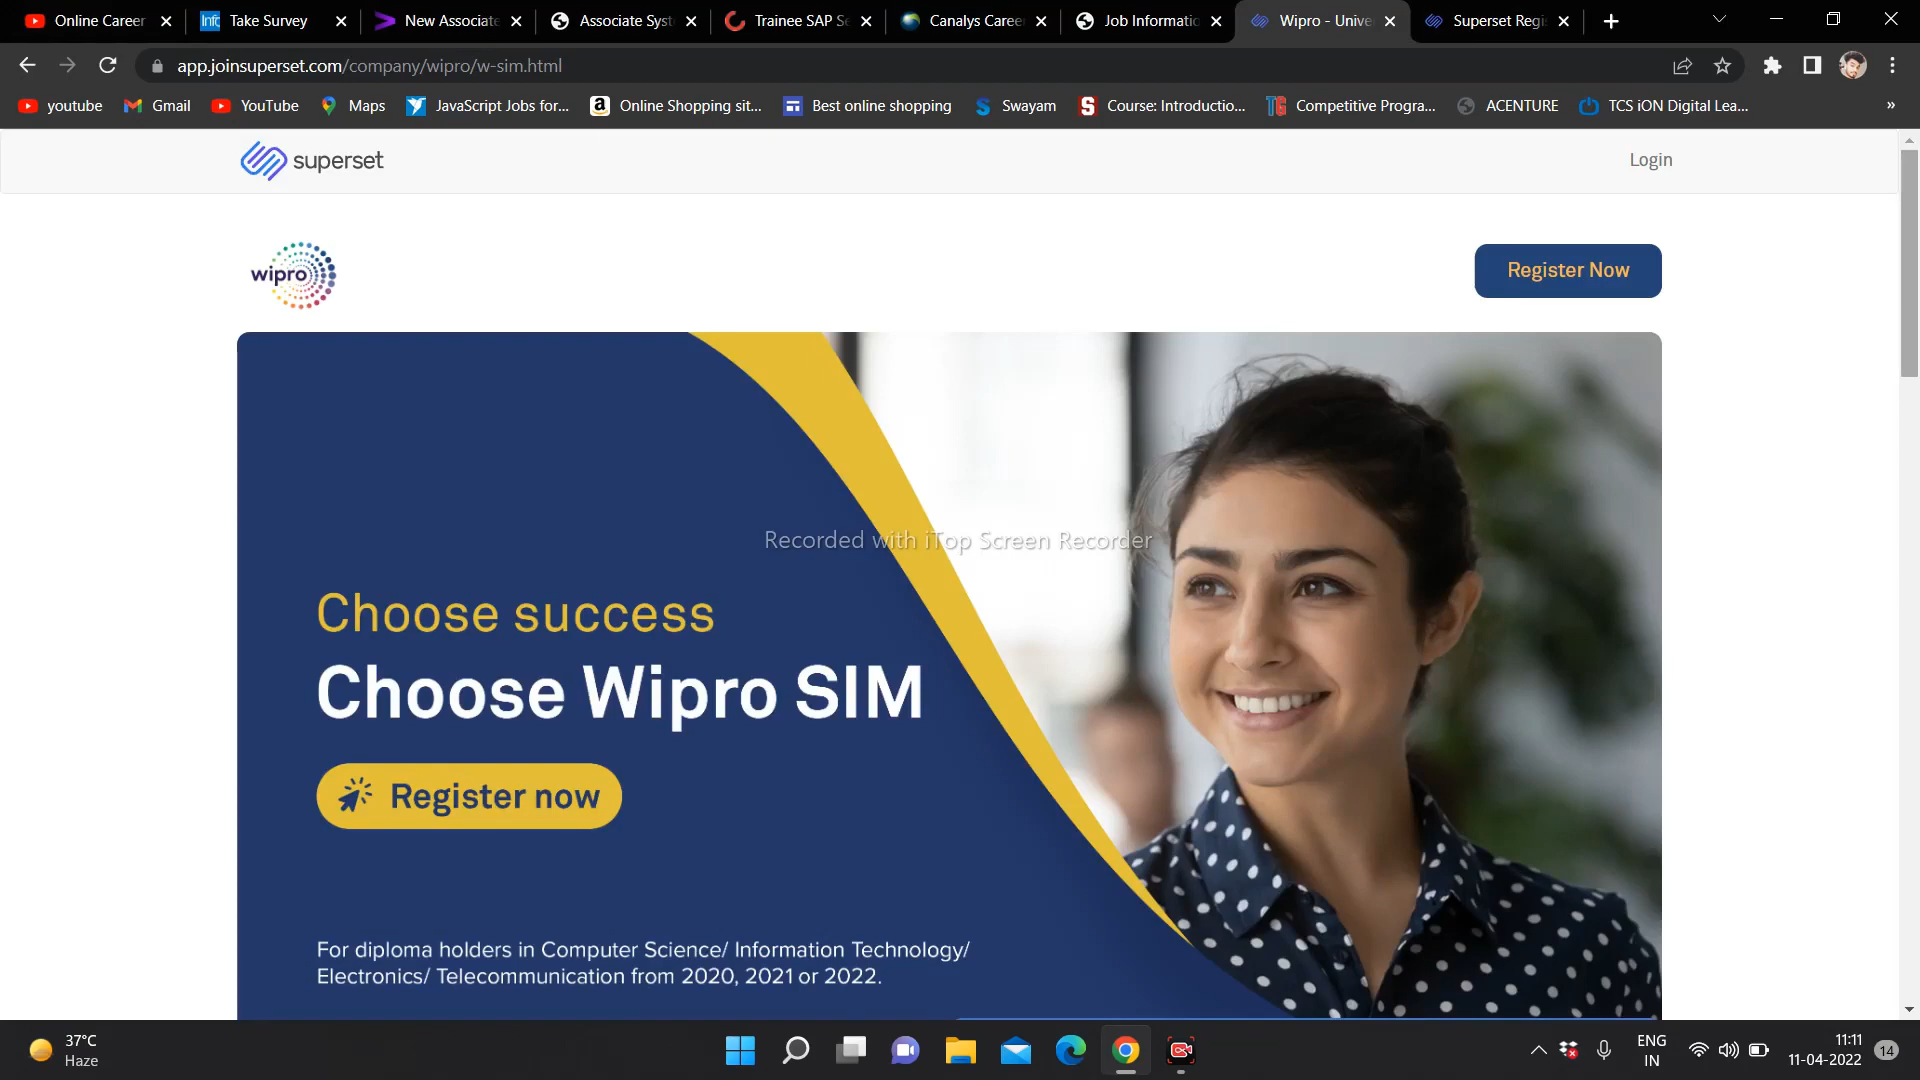 Online Career
Take Survey
New Associate
Associate Syst
Trainee SAP Se
Canalys Caree
Job Informatio
Wipro - Unive
Superset Regi
app.joinsuperset.com/company/wipro/w-sim.html
youtube
Gmail
YouTube
Maps
JavaScript Jobs for...
Online Shopping sit...
Best online shopping
Swayam
Course: Introductio...
Competitive Progra...
ACENTURE
TCS iON Digital Lea...
superset
Login
wipro
Register Now
Recorded with iTop Screen Recorder
Choose success
Choose Wipro SIM
Register now
For diploma holders in Computer Science/ Information Technology/
Electronics/ Telecommunication from 2020, 2021 or 2022.
37°C
Haze
ENG
IN
11:11
11-04-2022
14